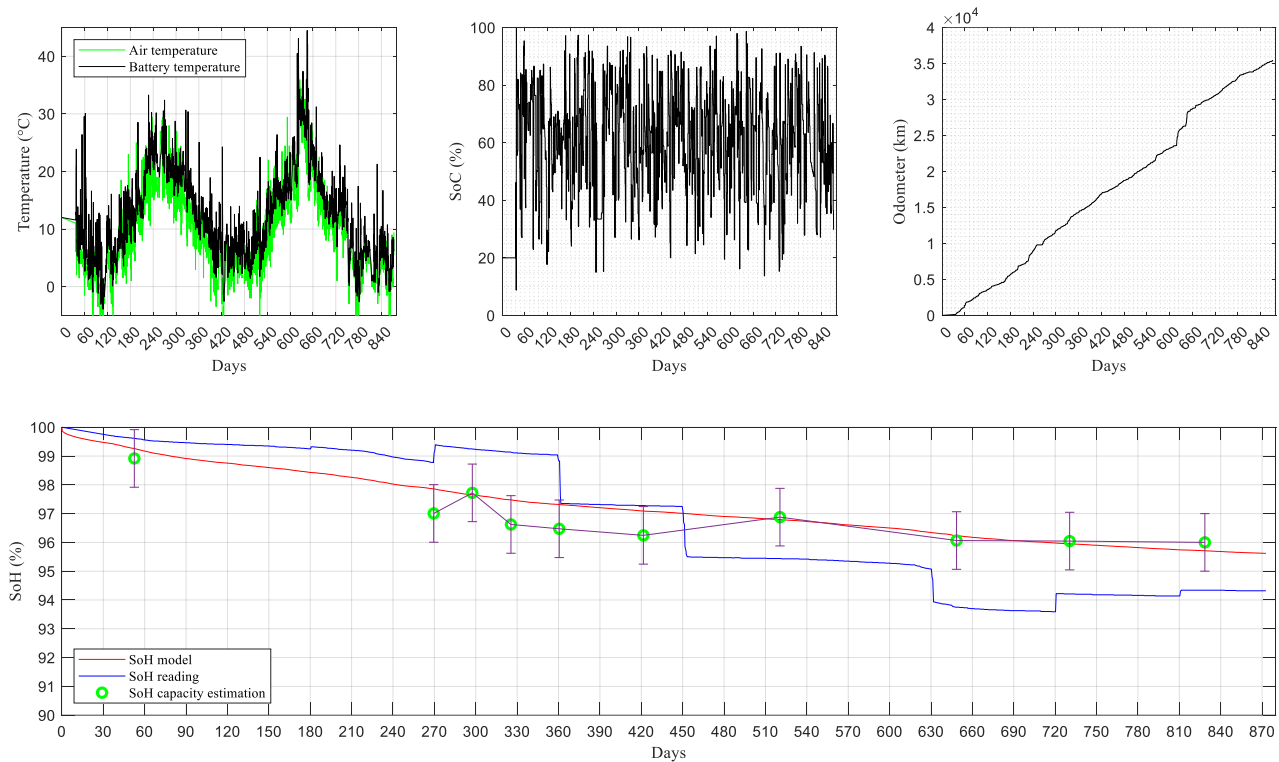 Air temperature
Battery temperature
Temperature (°C)
40
30
20
10
0
0 60 120 180 240 300 360 420 480 540 600 660 720 780 840
Days
SoC (%)
100
80
60
40
20
0
0 60 120 180 240 300 360 420 480 540 600 660 720 780 840
Days
×10⁴
Odometer (km)
4
3.5
3
2.5
2
1.5
1
0.5
0
0 60 120 180 240 300 360 420 480 540 600 660 720 780 840
Days
SoH (%)
100
99
98
97
96
95
94
93
92
91
90
SoH model
SoH reading
SoH capacity estimation
0 30 60 90 120 150 180 210 240 270 300 330 360 390 420 450 480 510 540 570 600 630 660 690 720 750 780 810 840 870
Days